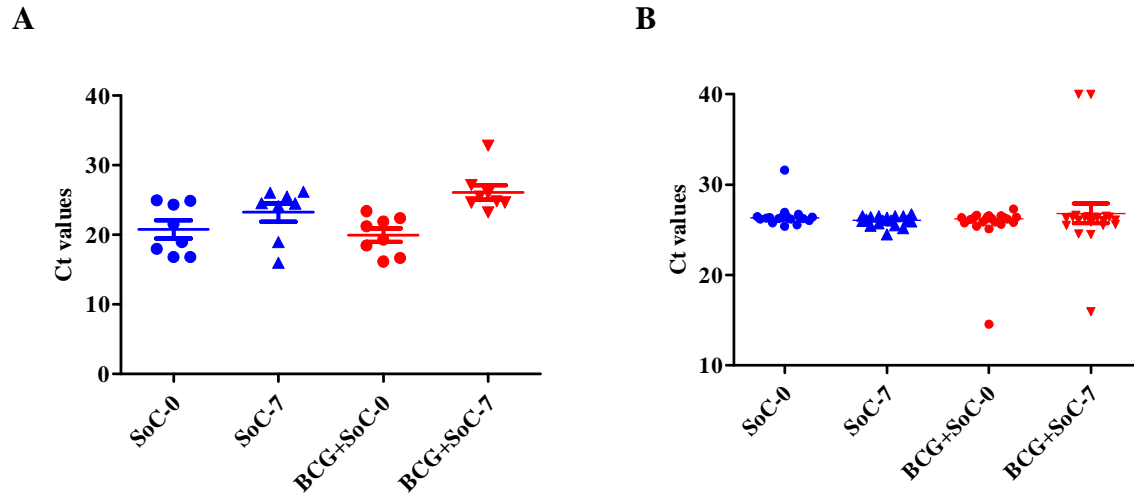 A
Ct values
40
30
20
10
0
SoC-0
SoC-7
BCG+SoC-0
BCG+SoC-7
B
Ct values
40
30
20
10
SoC-0
SoC-7
BCG+SoC-0
BCG+SoC-7